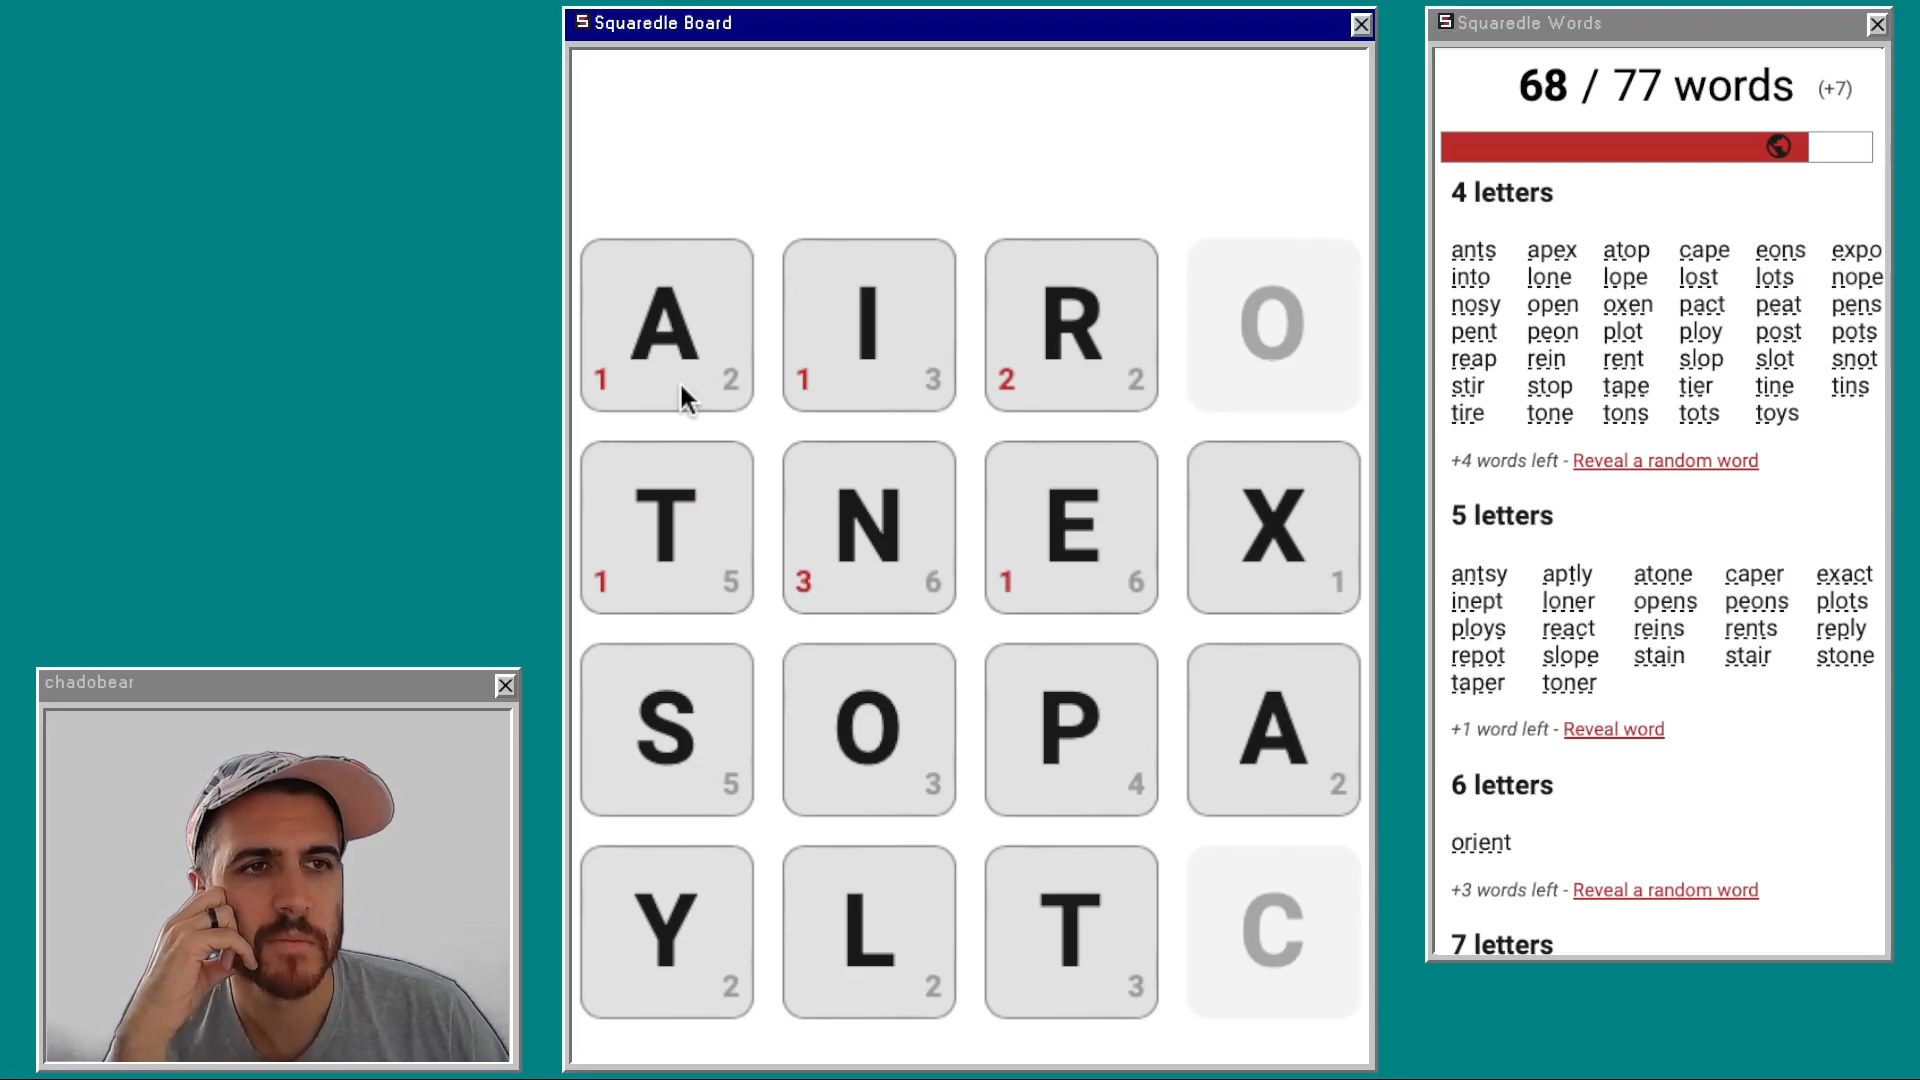 Squaredle Board
A 1 2
I 1 3
R 2 2
O
T 1 5
N 3 6
E 1 6
X 1
S 5
O 3
P 4
A 2
Y 2
L 2
T 3
C
chadobear
Squaredle Words
68 / 77 words (+7)
4 letters
ants apex atop cape eons expo
into lone lope lost lots nope
nosy open oxen pact peat pens
pent peon plot ploy post pots
reap rein rent slop slot snot
stir stop tape tier tine tins
tire tone tons tots toys
+4 words left - Reveal a random word
5 letters
antsy aptly atone caper exact
inept loner opens peons plots
ploys react reins rents reply
repot slope stain stair stone
taper toner
+1 word left - Reveal word
6 letters
orient
+3 words left - Reveal a random word
7 letters